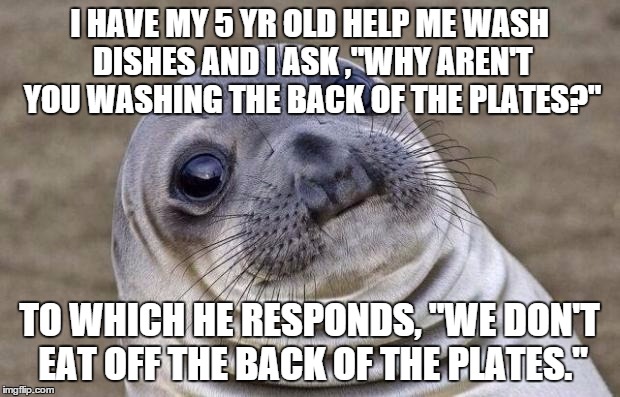 I HAVE MY 5 YR OLD HELP ME WASH
DISHES AND I ASK ,"WHY AREN'T
YOU WASHING THE BACK OF THE PLATES?"
TO WHICH HE RESPONDS, "WE DON'T
EAT OFF THE BACK OF THE PLATES."
imgflip.com